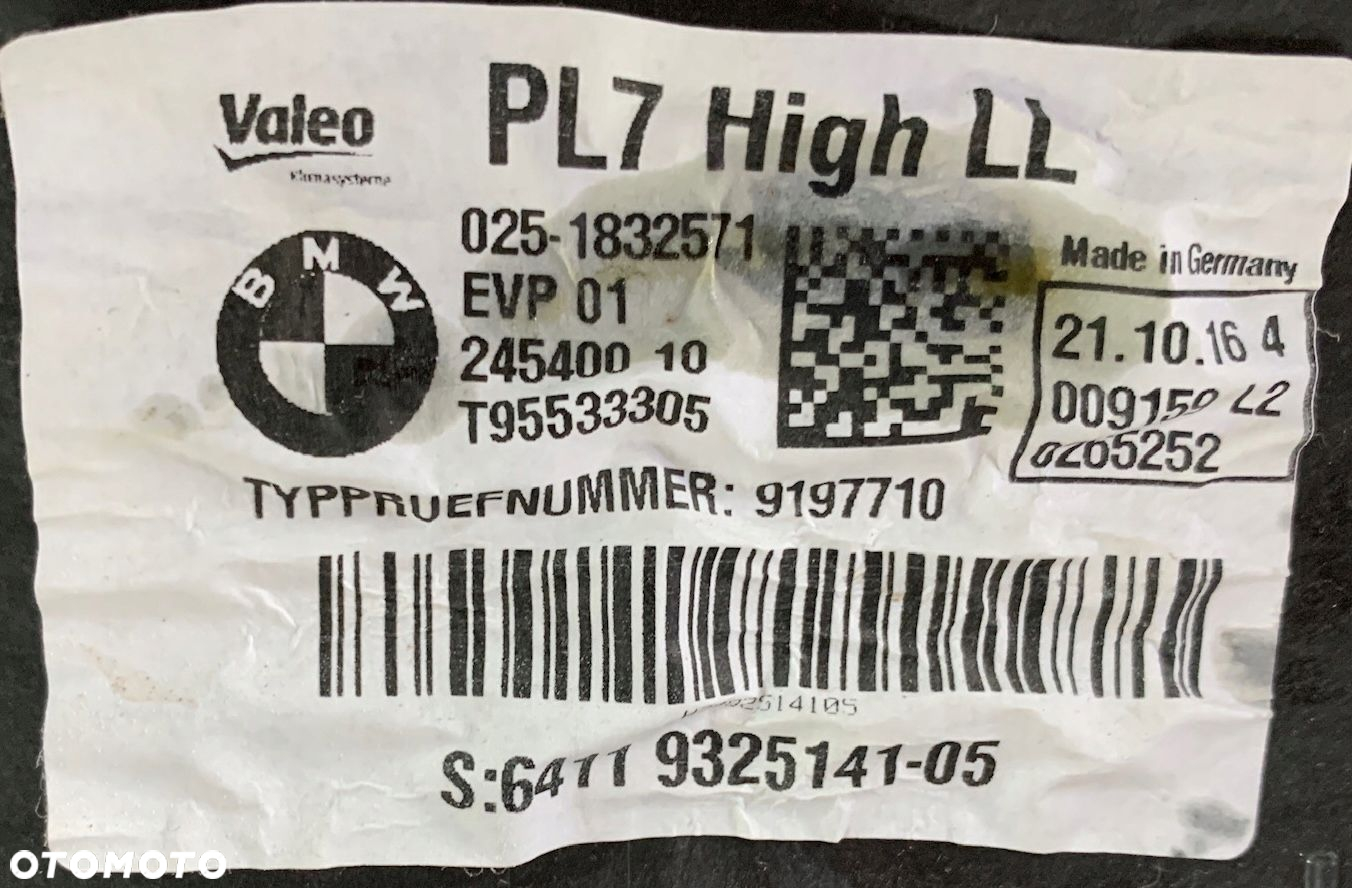 Valeo
Klimasysteme
PL7 High LL
BMW
025-1832571
EVP 01
245400 10
T95533305
Made in Germany
21.10.16 4
TYPPRUEFNUMMER: 9197710
S:6411 9325141-05
OTOMOTO